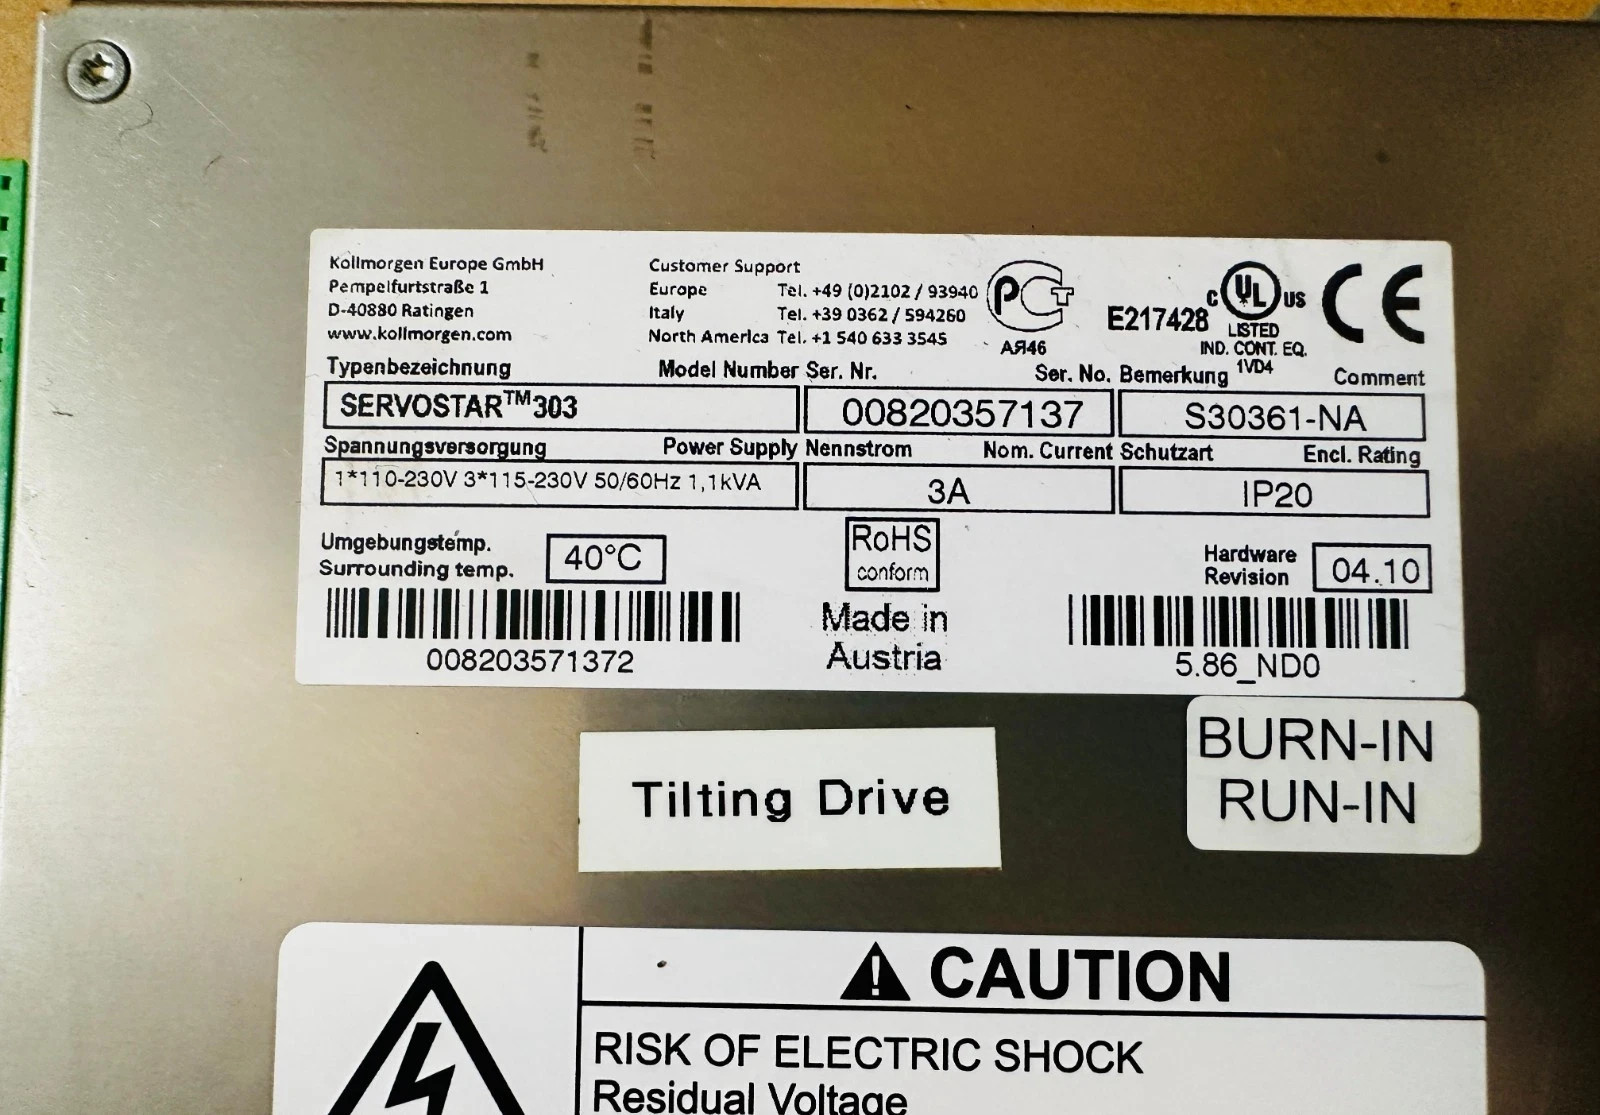 Kollmorgen Europe GmbH
Pempelfurtstraße 1
D-40880 Ratingen
www.kollmorgen.com
Customer Support
Europe Tel. +49 (0)2102 / 93940
Italy Tel. +39 0362 / 594260
North America Tel. +1 540 633 3545
РСТ
АЯ46
E217428
C UL US
LISTED
IND. CONT. EQ.
1VD4
CE
Typenbezeichnung Model Number
SERVOSTAR™303
Ser. Nr. Ser. No.
00820357137
Bemerkung Comment
S30361-NA
Spannungsversorgung Power Supply
1*110-230V 3*115-230V 50/60Hz 1,1kVA
Nennstrom Nom. Current
3A
Schutzart Encl. Rating
IP20
Umgebungstemp.
Surrounding temp.
40°C
RoHS
conform
Hardware
Revision
04.10
008203571372
Made in
Austria
5.86_ND0
BURN-IN
RUN-IN
Tilting Drive
CAUTION
RISK OF ELECTRIC SHOCK
Residual Voltage